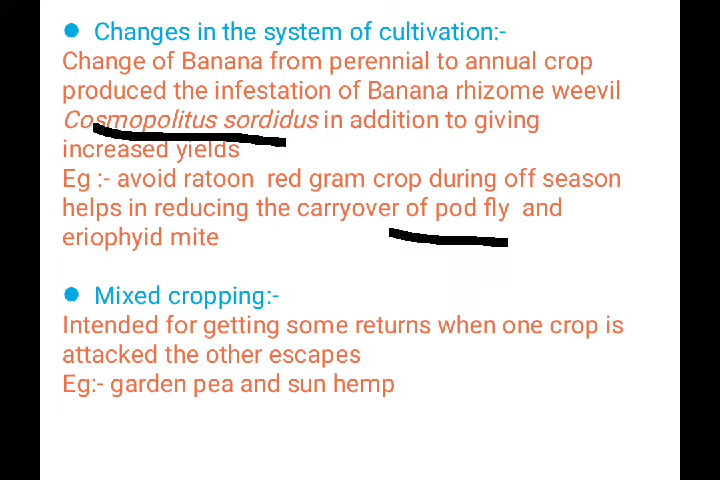 ● Changes in the system of cultivation:-
Change of Banana from perennial to annual crop
produced the infestation of Banana rhizome weevil
Cosmopolitus sordidus in addition to giving
increased yields
Eg :- avoid ratoon red gram crop during off season
helps in reducing the carryover of pod fly and
eriophyid mite
● Mixed cropping:-
Intended for getting some returns when one crop is
attacked the other escapes
Eg:- garden pea and sun hemp